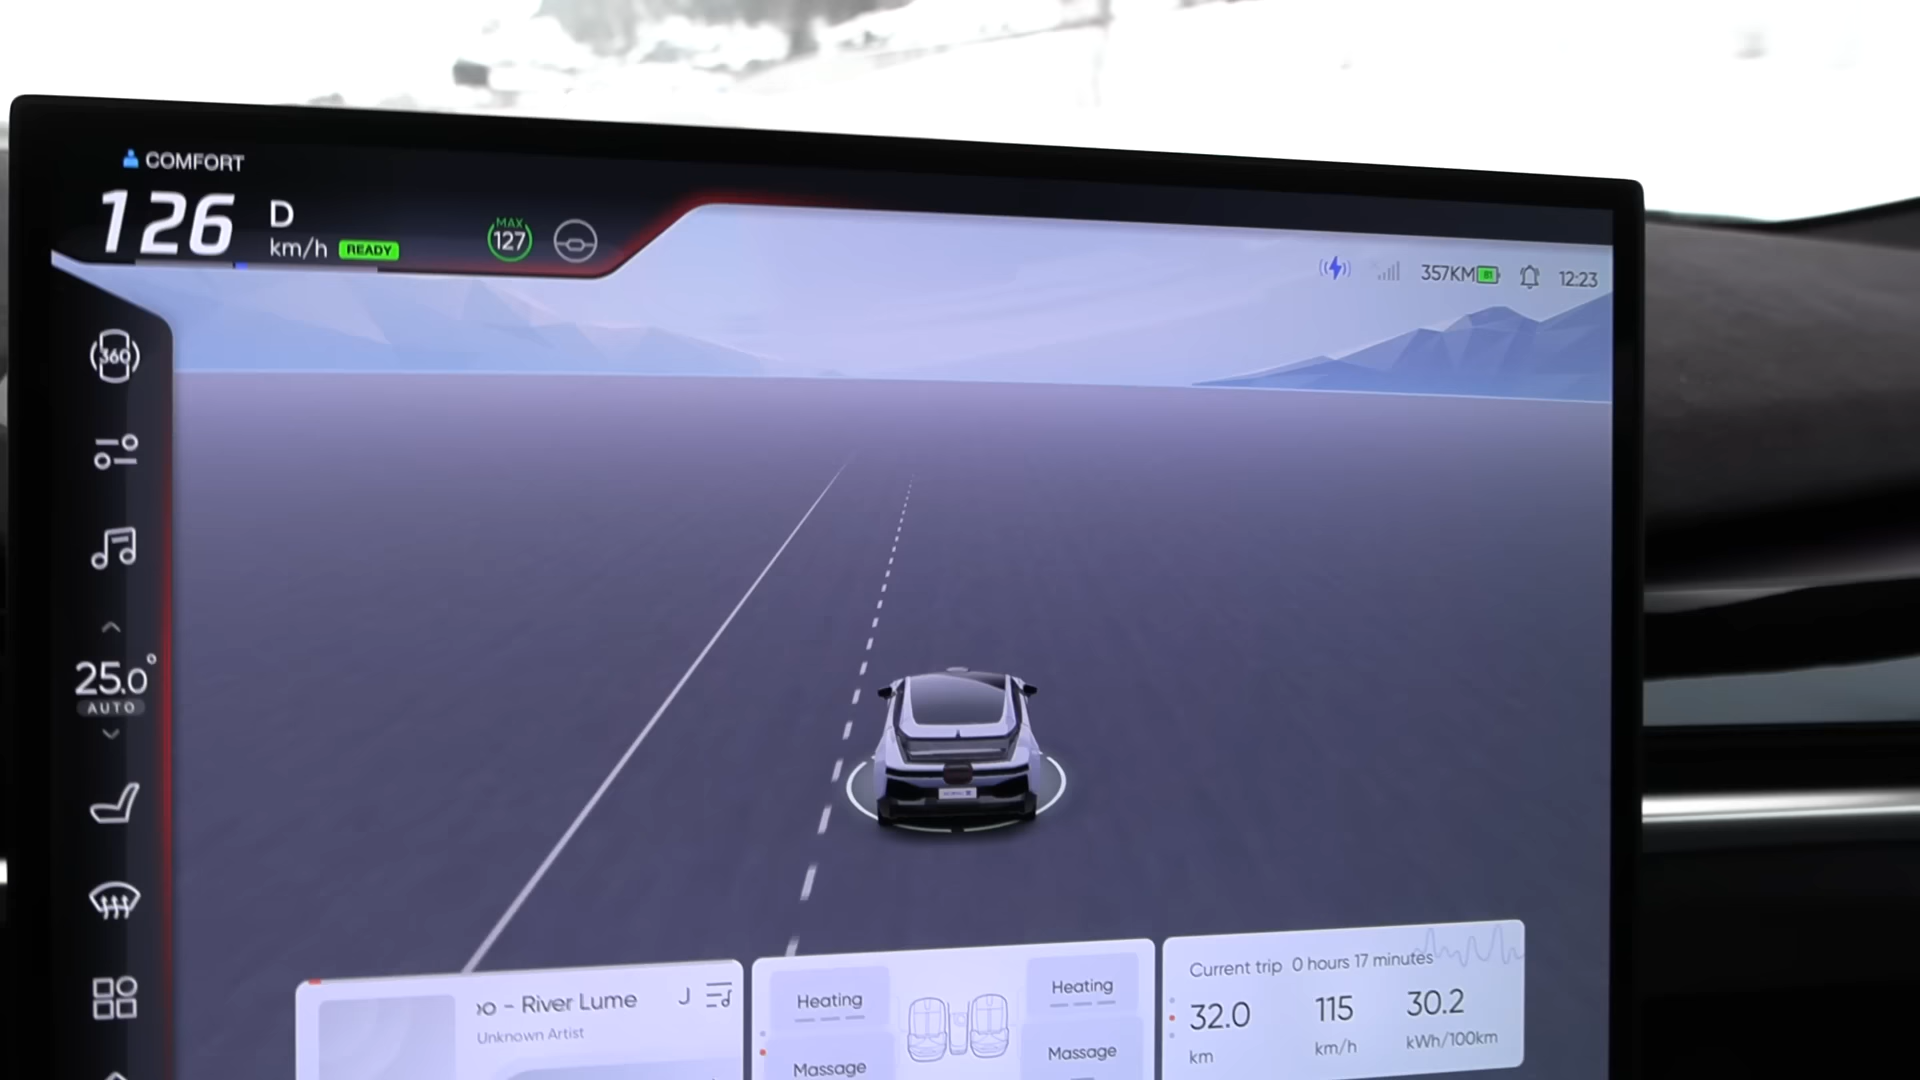 COMFORT
126 D
km/h READY
MAX
127
357KM 81 12:23
360
25.0°
AUTO
- River Lume J
Unknown Artist
Heating
Massage
Heating
Massage
Current trip 0 hours 17 minutes
32.0 115 30.2
km km/h kWh/100km